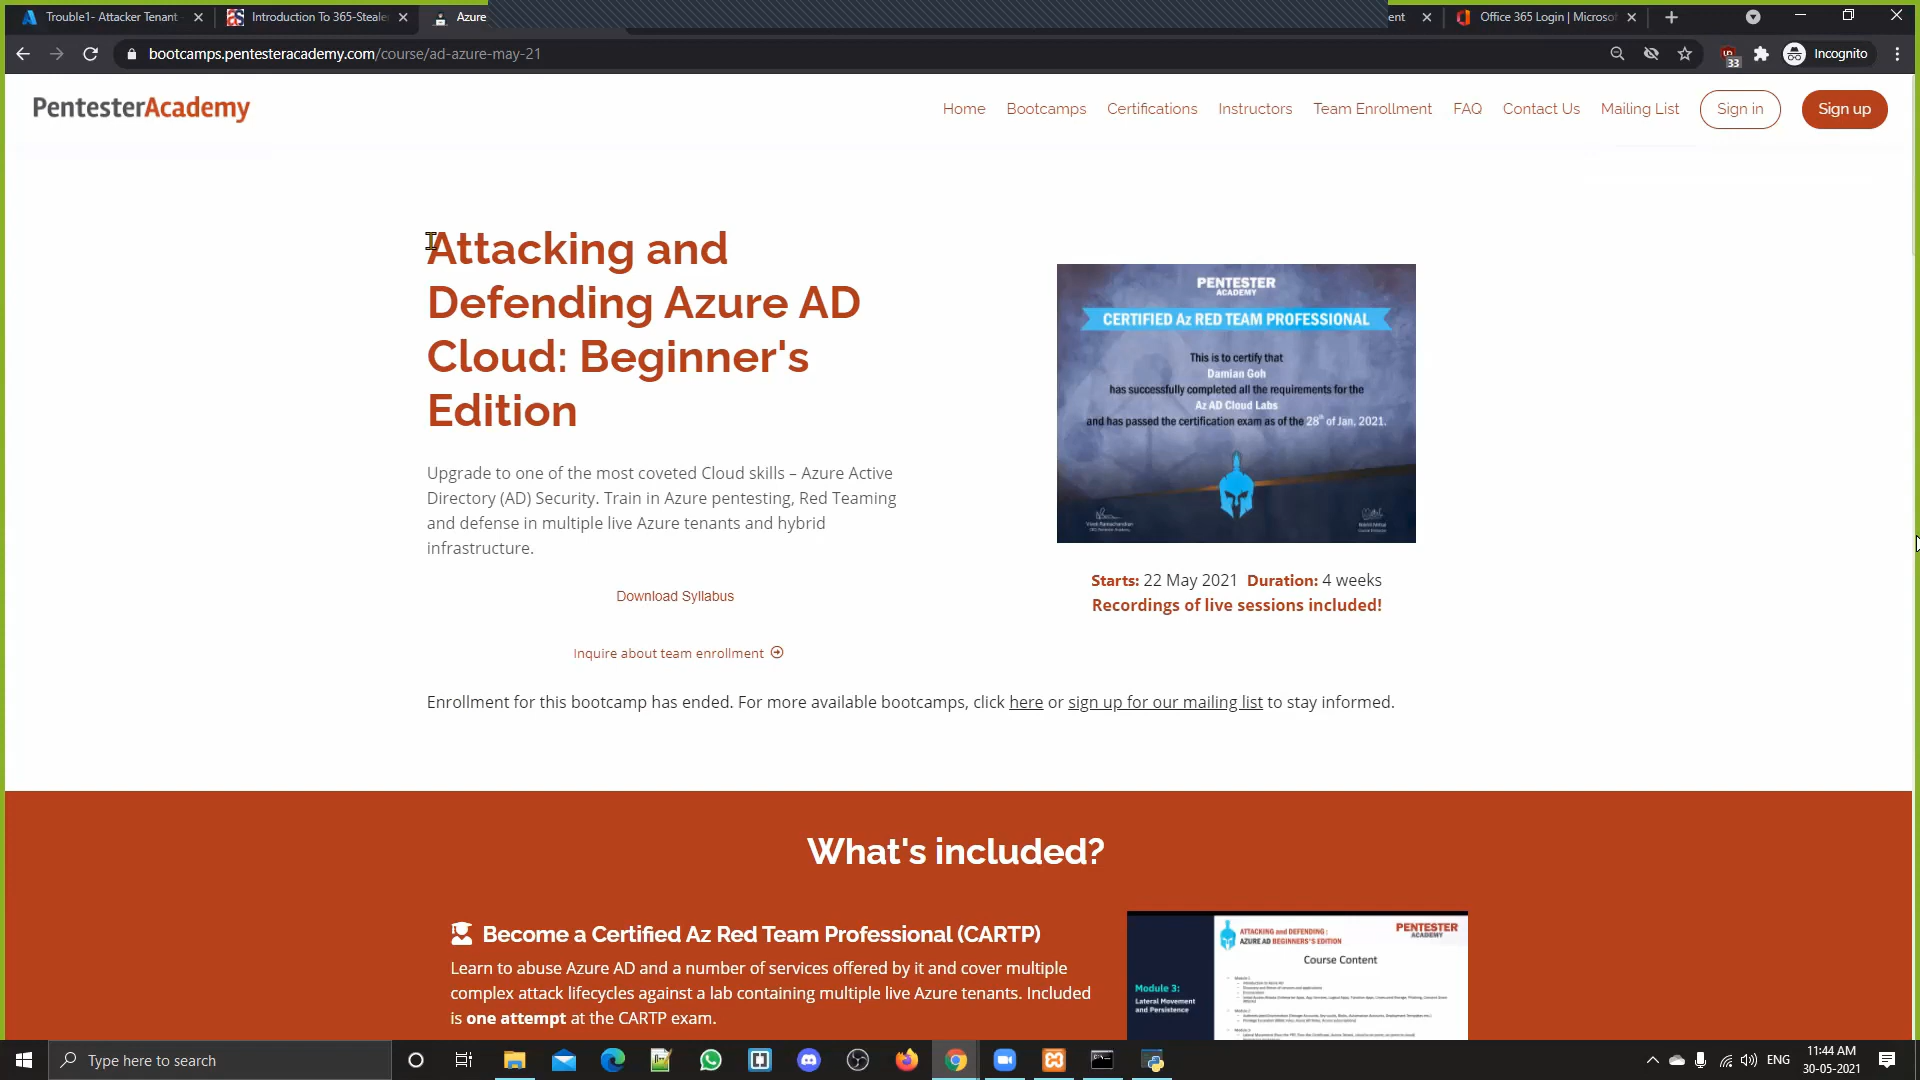 Trouble1- Attacker Tenant
Introduction To 365-Steale
Azure
ent
Office 365 Login | Microsof
bootcamps.pentesteracademy.com/course/ad-azure-may-21
33
Incognito
PentesterAcademy
Home
Bootcamps
Certifications
Instructors
Team Enrollment
FAQ
Contact Us
Mailing List
Sign in
Sign up
Attacking and
Defending Azure AD
Cloud: Beginner's
Edition
Upgrade to one of the most coveted Cloud skills – Azure Active
Directory (AD) Security. Train in Azure pentesting, Red Teaming
and defense in multiple live Azure tenants and hybrid
infrastructure.
Download Syllabus
Inquire about team enrollment
PENTESTER
ACADEMY
CERTIFIED Az RED TEAM PROFESSIONAL
This is to certify that
Damian Goh
has successfully completed all the requirements for the
Az AD Cloud Labs
and has passed the certification exam as of the 28th of Jan, 2021.
Starts: 22 May 2021 Duration: 4 weeks
Recordings of live sessions included!
Enrollment for this bootcamp has ended. For more available bootcamps, click here or sign up for our mailing list to stay informed.
What's included?
Become a Certified Az Red Team Professional (CARTP)
Learn to abuse Azure AD and a number of services offered by it and cover multiple
complex attack lifecycles against a lab containing multiple live Azure tenants. Included
is one attempt at the CARTP exam.
ATTACKING and DEFENDING :
AZURE AD BEGINNERS'S EDITION
PENTESTER
ACADEMY
Course Content
Module 3:
Lateral Movement
and Persistence
Type here to search
ENG
11:44 AM
30-05-2021